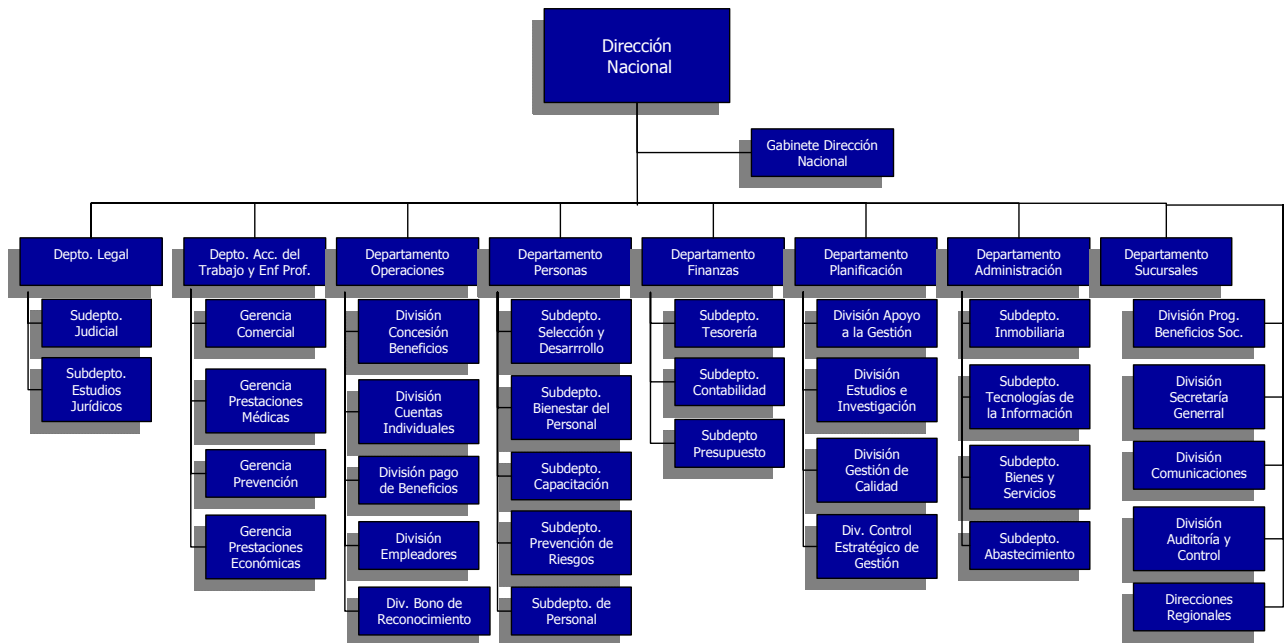 Dirección
Nacional
Gabinete Dirección
Nacional
Depto. Legal
Sudepto.
Judicial
Subdepto.
Estudios
Jurídicos
Depto. Acc. del
Trabajo y Enf Prof.
Gerencia
Comercial
Gerencia
Prestaciones
Médicas
Gerencia
Prevención
Gerencia
Prestaciones
Económicas
Departamento
Operaciones
División
Concesión
Beneficios
División
Cuentas
Individuales
División pago
de Beneficios
División
Empleadores
Div. Bono de
Reconocimiento
Departamento
Personas
Subdepto.
Selección y
Desarrrollo
Subdepto.
Bienestar del
Personal
Subdepto.
Capacitación
Subdepto.
Prevención de
Riesgos
Subdepto. de
Personal
Departamento
Finanzas
Subdepto.
Tesorería
Subdepto.
Contabilidad
Subdepto
Presupuesto
Departamento
Planificación
División Apoyo
a la Gestión
División
Estudios e
Investigación
División
Gestión de
Calidad
Div. Control
Estratégico de
Gestión
Departamento
Administración
Subdepto.
Inmobiliaria
Subdepto.
Tecnologías de
la Información
Subdepto.
Bienes y
Servicios
Subdepto.
Abastecimiento
Departamento
Sucursales
División Prog.
Beneficios Soc.
División
Secretaría
Generral
División
Comunicaciones
División
Auditoría y
Control
Direcciones
Regionales